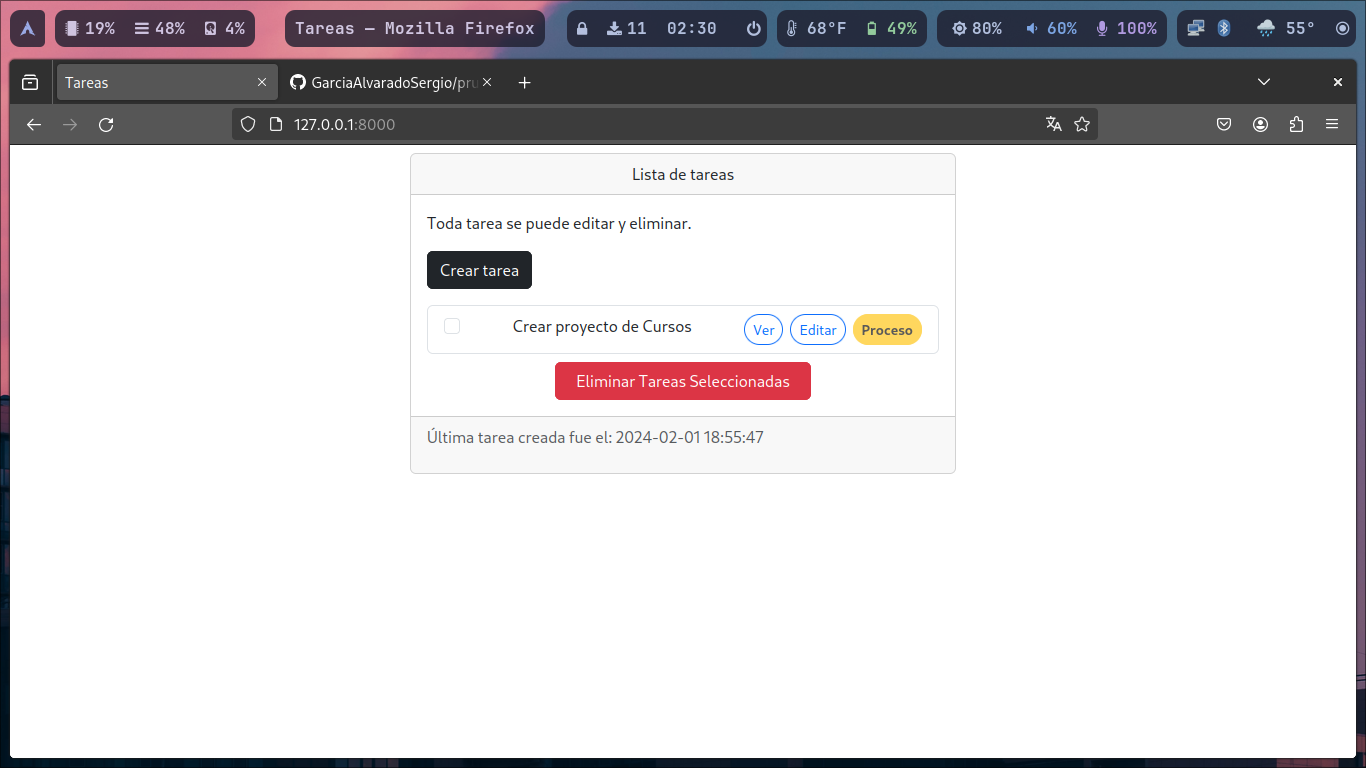 19% 48% 4% Tareas — Mozilla Firefox 11 02:30 68°F 49% 80% 60% 100% 55°
Tareas GarciaAlvaradoSergio/pru
127.0.0.1:8000
Lista de tareas
Toda tarea se puede editar y eliminar.
Crear tarea
Crear proyecto de Cursos Ver Editar Proceso
Eliminar Tareas Seleccionadas
Última tarea creada fue el: 2024-02-01 18:55:47